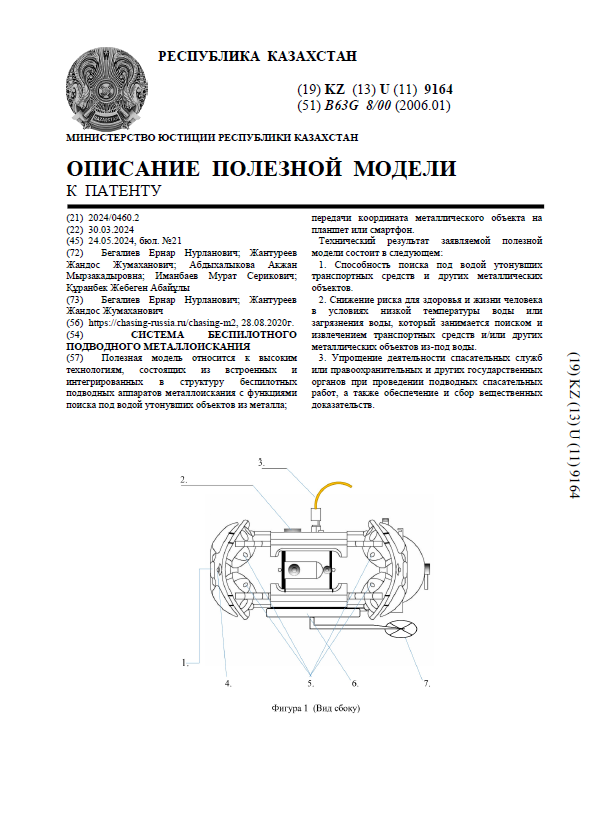 РЕСПУБЛИКА КАЗАХСТАН
(19) KZ (13) U (11) 9164
(51) B63G 8/00 (2006.01)
МИНИСТЕРСТВО ЮСТИЦИИ РЕСПУБЛИКИ КАЗАХСТАН
ОПИСАНИЕ ПОЛЕЗНОЙ МОДЕЛИ
К ПАТЕНТУ
(21) 2024/0460.2
(22) 30.03.2024
(45) 24.05.2024, бюл. №21
(72) Бегалиев Ернар Нурланович; Жантуреев
Жандос Жумаханович; Абдыхалыкова Акжан
Мырзакадыровна; Иманбаев Мурат Серикович;
Құранбек Жебеген Абайұлы
(73) Бегалиев Ернар Нурланович; Жантуреев
Жандос Жумаханович
(56) https://chasing-russia.ru/chasing-m2, 28.08.2020г.
(54) СИСТЕМА БЕСПИЛОТНОГО
ПОДВОДНОГО МЕТАЛЛОИСКАНИЯ
(57) Полезная модель относится к высоким
технологиям, состоящих из встроенных и
интегрированных в структуру беспилотных
подводных аппаратов металлоискания с функциями
поиска под водой утонувших объектов из металла;
передачи координата металлического объекта на
планшет или смартфон.
Технический результат заявляемой полезной
модели состоит в следующем:
1. Способность поиска под водой утонувших
транспортных средств и других металлических
объектов.
2. Снижение риска для здоровья и жизни человека
в условиях низкой температуры воды или
загрязнения воды, который занимается поиском и
извлечением транспортных средств и/или других
металлических объектов из-под воды.
3. Упрощение деятельности спасательных служб
или правоохранительных и других государственных
органов при проведении подводных спасательных
работ, а также обеспечение и сбор вещественных
доказательств.
(19) KZ (13) U (11) 9164
3.
2.
1.
4.
5.
6.
7.
Фигура 1 (Вид сбоку)